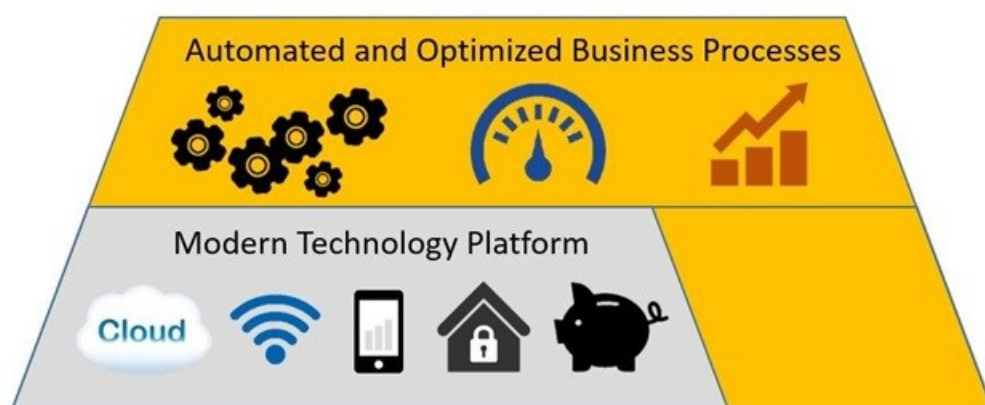 Automated and Optimized Business Processes
Modern Technology Platform
Cloud